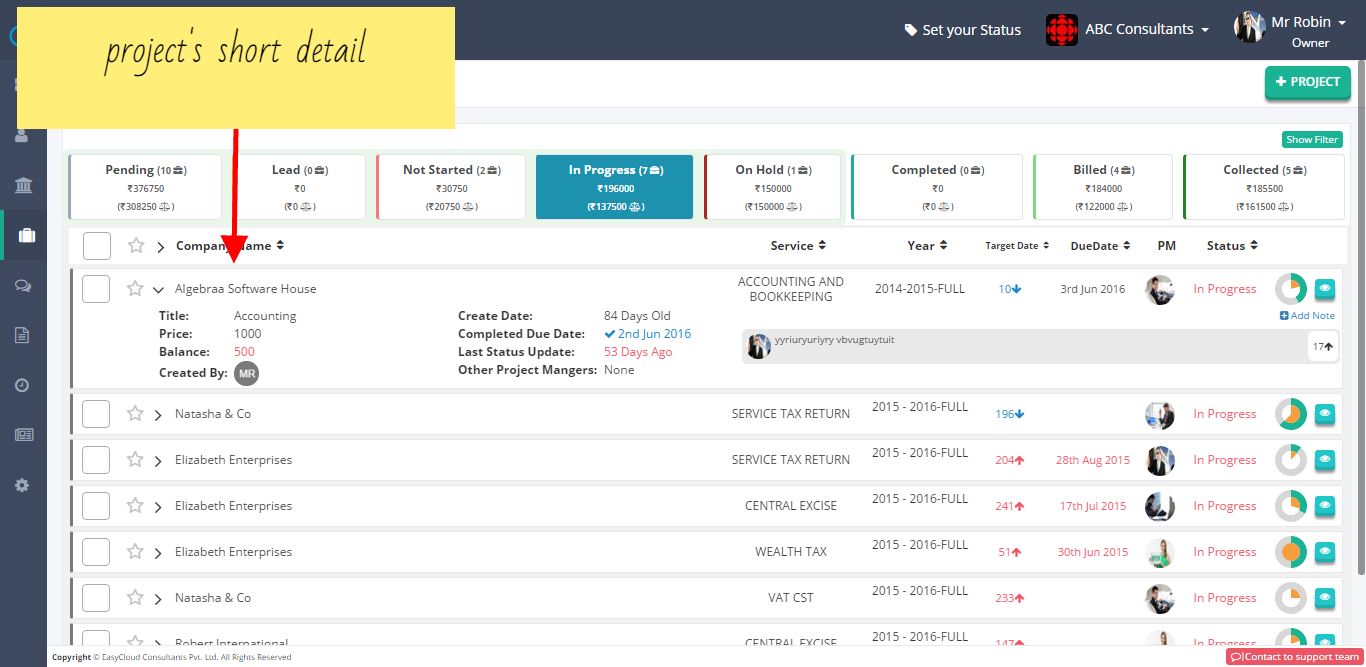 project's short detail
Set your Status
ABC Consultants
Mr Robin
Owner
PROJECT
Show Filter
Pending (10) Lead (0) Not Started (2) In Progress (7) On Hold (1) Completed (0) Billed (4) Collected (5)
₹376750 ₹0 ₹30750 ₹196000 ₹150000 ₹0 ₹184000 ₹185500
(₹308250) (₹0) (₹20750) (₹137500) (₹150000) (₹0) (₹122000) (₹161500)
Company Name Service Year Target Date DueDate PM Status
Algebraa Software House ACCOUNTING AND BOOKKEEPING 2014-2015-FULL 10 3rd Jun 2016 In Progress
Add Note
Title: Accounting Create Date: 84 Days Old
Price: 1000 Completed Due Date: 2nd Jun 2016
yyriuryuriyry vbvugtuytuit 17
Balance: 500 Last Status Update: 53 Days Ago
Created By: MR Other Project Mangers: None
Natasha & Co SERVICE TAX RETURN 2015 - 2016-FULL 196 In Progress
Elizabeth Enterprises SERVICE TAX RETURN 2015 - 2016-FULL 204 28th Aug 2015 In Progress
Elizabeth Enterprises CENTRAL EXCISE 2015 - 2016-FULL 241 17th Jul 2015 In Progress
Elizabeth Enterprises WEALTH TAX 2015 - 2016-FULL 51 30th Jun 2015 In Progress
Natasha & Co VAT CST 2015 - 2016-FULL 233 In Progress
Robert International CENTRAL EXCISE 2015 - 2016-FULL 147 In Progress
Copyright © EasyCloud Consultants Pvt. Ltd. All Rights Reserved
Contact to support team